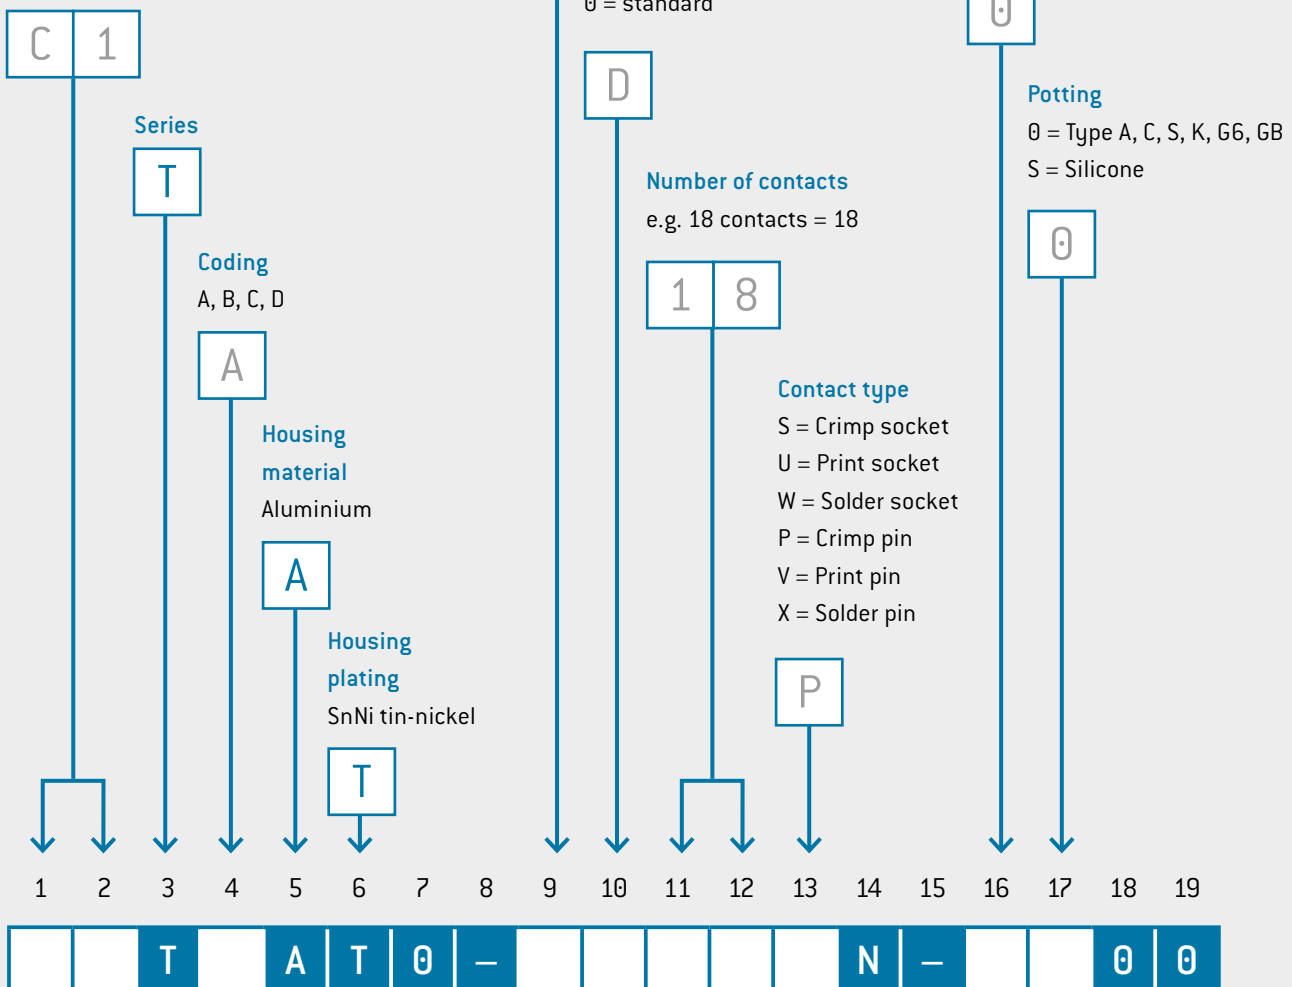 0 = standard
C 1
0
D
Potting
0 = Type A, C, S, K, G6, GB
S = Silicone
0
Series
T
Number of contacts
e.g. 18 contacts = 18
1 8
Coding
A, B, C, D
A
Contact type
S = Crimp socket
U = Print socket
W = Solder socket
P = Crimp pin
V = Print pin
X = Solder pin
P
Housing
material
Aluminium
A
Housing
plating
SnNi tin-nickel
T
1 2 3 4 5 6 7 8 9 10 11 12 13 14 15 16 17 18 19
T A T 0 – N – 0 0